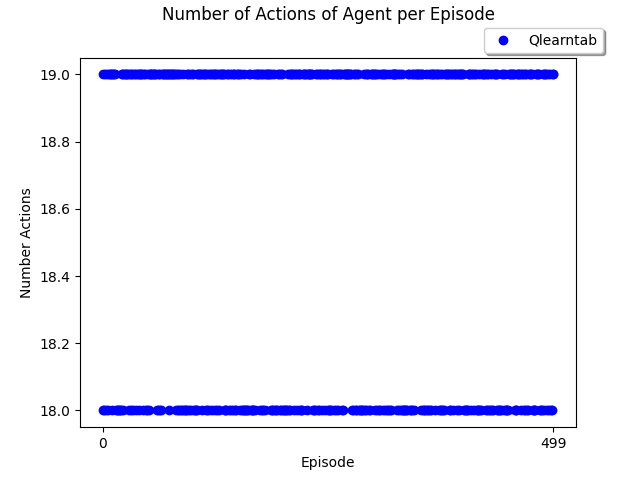 Number of Actions of Agent per Episode
Qlearntab
19.0
18.8
18.6
18.4
18.2
18.0
Number Actions
0
499
Episode